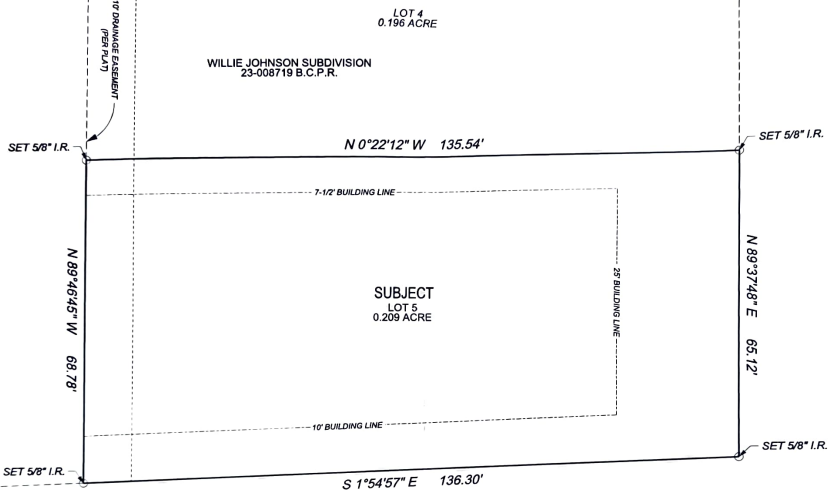 LOT 4
0.196 ACRE
10' DRAINAGE EASEMENT
(PER PLAT)
WILLIE JOHNSON SUBDIVISION
23-008719 B.C.P.R.
SET 5/8" I.R.
N 0°22'12" W 135.54'
SET 5/8" I.R.
7-1/2' BUILDING LINE
N 89°46'45" W 68.78'
SUBJECT
LOT 5
0.209 ACRE
25' BUILDING LINE
N 89°37'48" E 65.12'
10' BUILDING LINE
SET 5/8" I.R.
S 1°54'57" E 136.30'
SET 5/8" I.R.